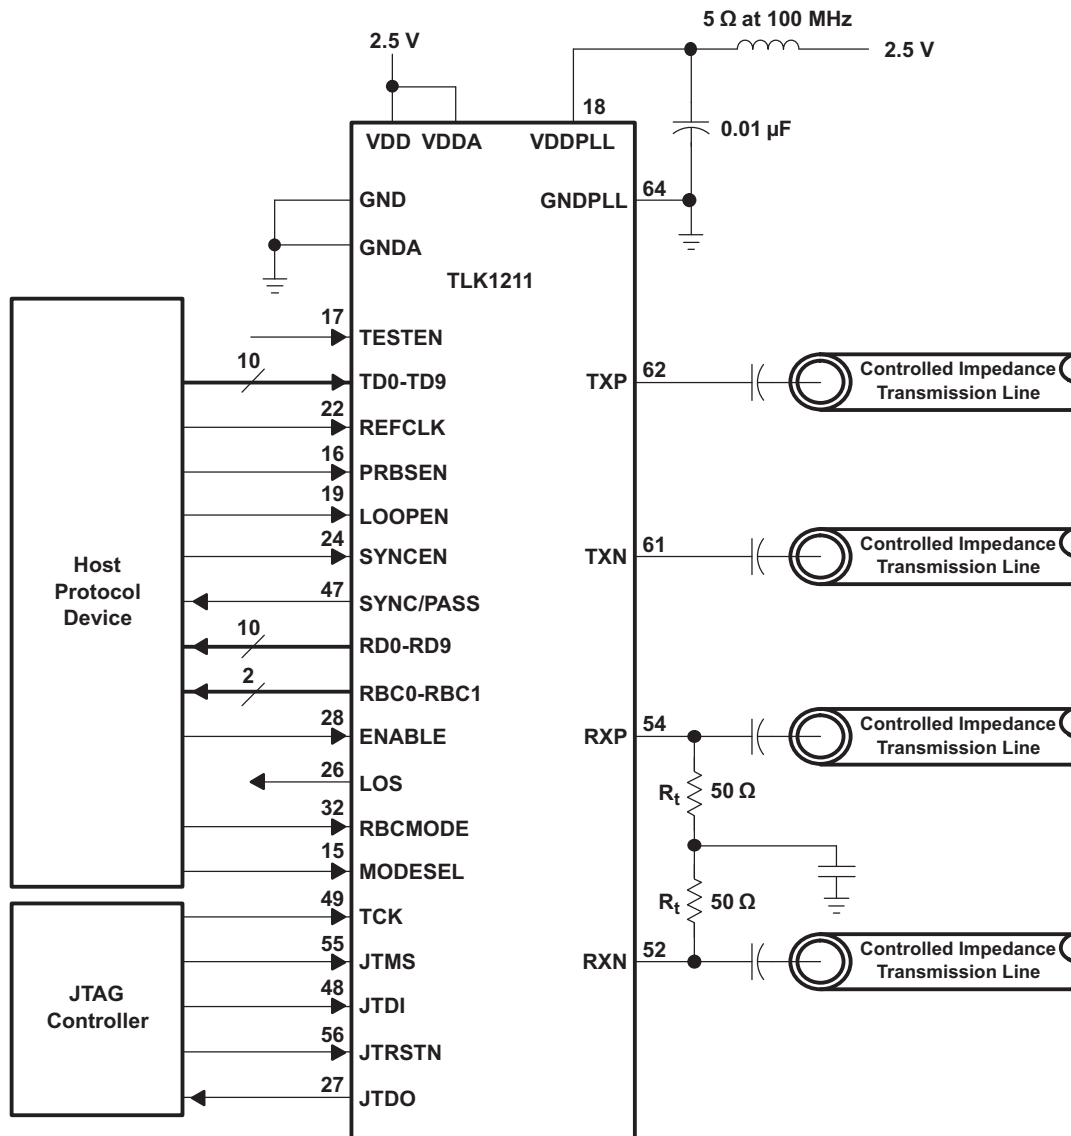 5 Ω at 100 MHz
2.5 V
2.5 V
18
0.01 µF
VDD VDDA VDDPLL
GND
GNDPLL
64
GNDA
TLK1211
17
TESTEN
10
TD0-TD9
TXP
62
Controlled Impedance
Transmission Line
22
REFCLK
16
PRBSEN
19
LOOPEN
24
SYNCEN
TXN
61
Controlled Impedance
Transmission Line
Host
Protocol
Device
47
SYNC/PASS
10
RD0-RD9
2
RBC0-RBC1
28
ENABLE
RXP
54
Controlled Impedance
Transmission Line
26
LOS
Rt
50 Ω
32
RBCMODE
15
MODESEL
Rt
50 Ω
49
TCK
55
JTMS
RXN
52
Controlled Impedance
Transmission Line
48
JTDI
JTAG
Controller
56
JTRSTN
27
JTDO